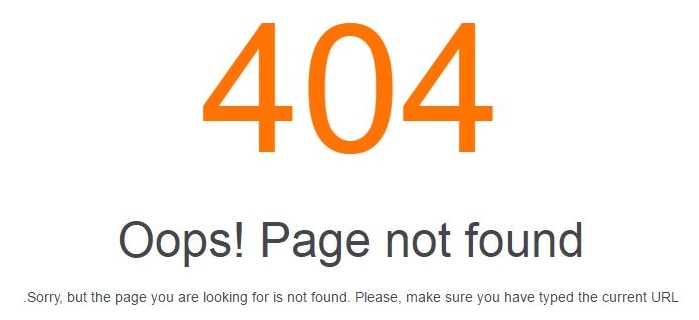 404
Oops! Page not found
.Sorry, but the page you are looking for is not found. Please, make sure you have typed the current URL